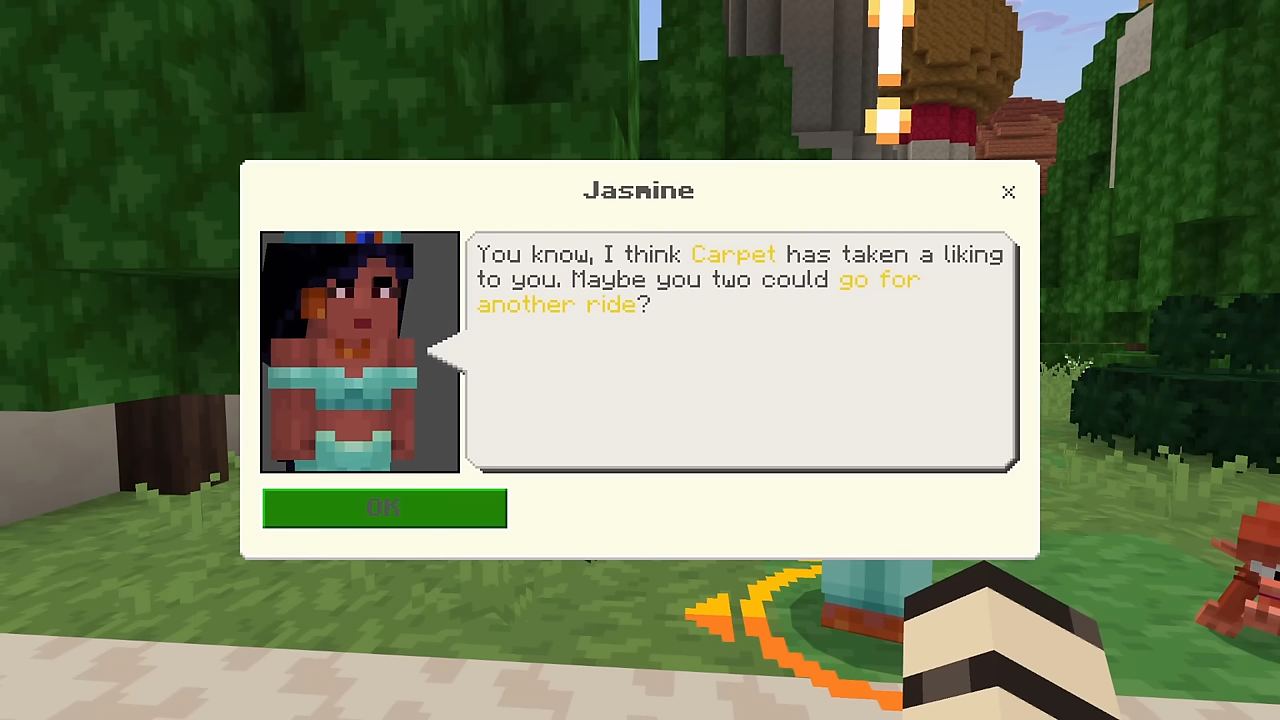 Jasmine
You know, I think Carpet has taken a liking
to you. Maybe you two could go for
another ride?
OK